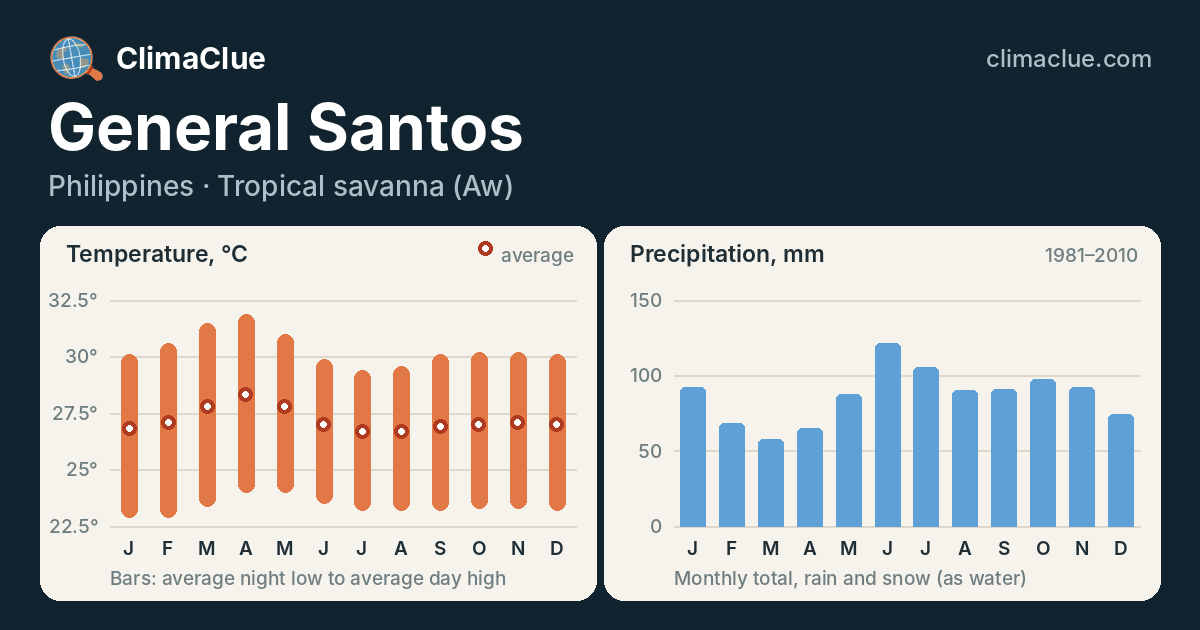 ClimaClue
climaclue.com
General Santos
Philippines · Tropical savanna (Aw)
Temperature, °C
average
32.5°
30°
27.5°
25°
22.5°
J F M A M J J A S O N D
Bars: average night low to average day high
Precipitation, mm
1981–2010
150
100
50
0
J F M A M J J A S O N D
Monthly total, rain and snow (as water)